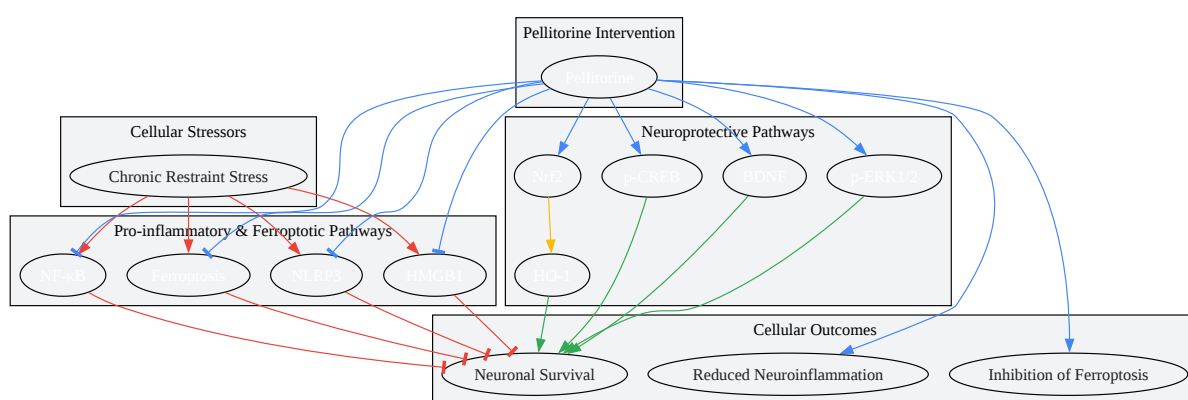 Pellitorine Intervention
Pellitorine
Cellular Stressors
Chronic Restraint Stress
Neuroprotective Pathways
Nrf2
p-CREB
BDNF
p-ERK1/2
Pro-inflammatory & Ferroptotic Pathways
NF-κB
Ferroptosis
NLRP3
HMGB1
HO-1
Cellular Outcomes
Neuronal Survival
Reduced Neuroinflammation
Inhibition of Ferroptosis